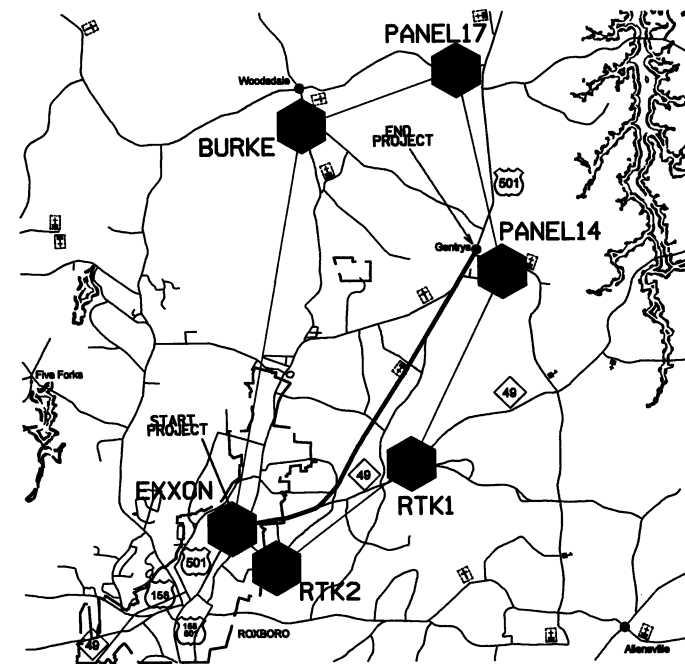 PANEL17
Woodsdale
BURKE
END
PROJECT
501
PANEL14
Gentrys
Five Forks
49
START
PROJECT
EXXON
49
RTK1
501
RTK2
158
158
501
ROXBORO
49
Allensville